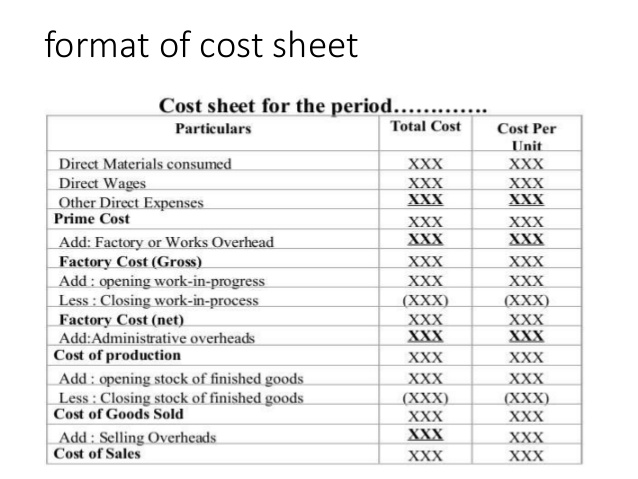 format of cost sheet
Cost sheet for the period.............
Particulars Total Cost Cost Per
Unit
Direct Materials consumed XXX XXX
Direct Wages XXX XXX
Other Direct Expenses XXX XXX
Prime Cost XXX XXX
Add: Factory or Works Overhead XXX XXX
Factory Cost (Gross) XXX XXX
Add : opening work-in-progress XXX XXX
Less : Closing work-in-process (XXX) (XXX)
Factory Cost (net) XXX XXX
Add:Administrative overheads XXX XXX
Cost of production XXX XXX
Add : opening stock of finished goods XXX XXX
Less : Closing stock of finished goods (XXX) (XXX)
Cost of Goods Sold XXX XXX
Add : Selling Overheads XXX XXX
Cost of Sales XXX XXX